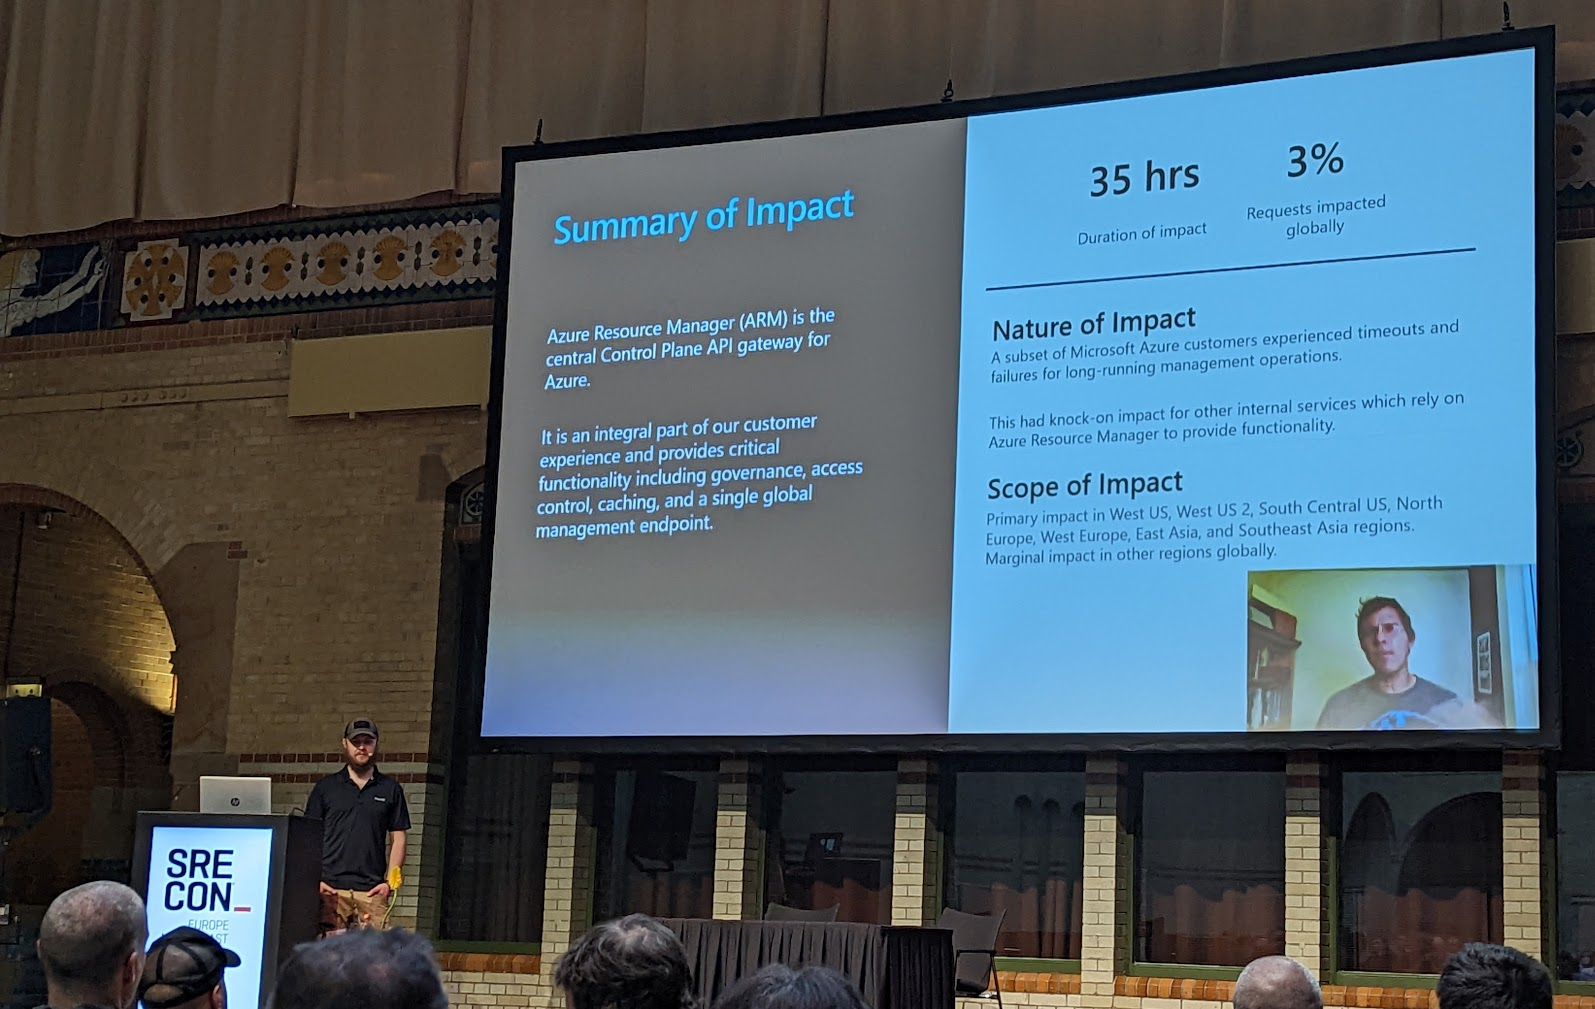 Summary of Impact
Azure Resource Manager (ARM) is the
central Control Plane API gateway for
Azure.
It is an integral part of our customer
experience and provides critical
functionality including governance, access
control, caching, and a single global
management endpoint.
35 hrs
Duration of impact
3%
Requests impacted
globally
Nature of Impact
A subset of Microsoft Azure customers experienced timeouts and
failures for long-running management operations.
This had knock-on impact for other internal services which rely on
Azure Resource Manager to provide functionality.
Scope of Impact
Primary impact in West US, West US 2, South Central US, North
Europe, West Europe, East Asia, and Southeast Asia regions.
Marginal impact in other regions globally.
hp
SRE
CON_
EUROPE